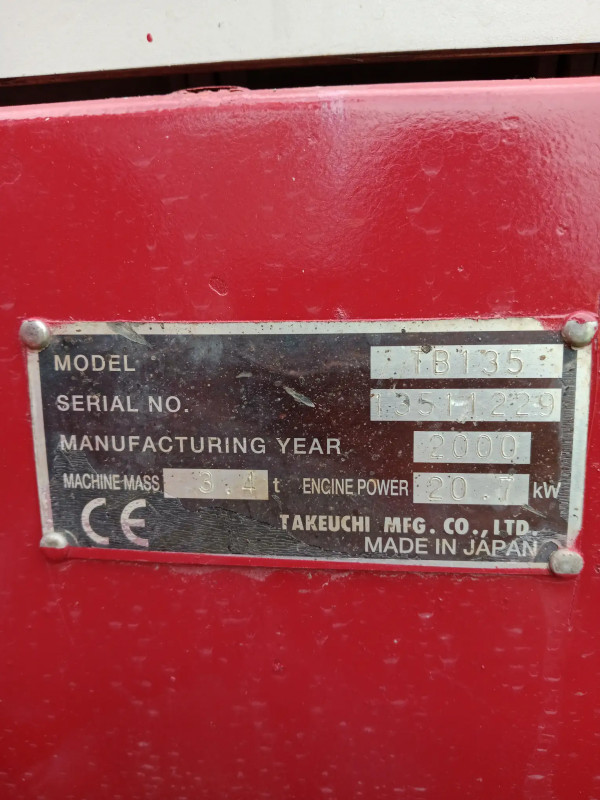 MODEL TB135
SERIAL NO. 13511229
MANUFACTURING YEAR 2000
MACHINE MASS 3.4 t ENGINE POWER 20.7 kW
CE TAKEUCHI MFG. CO., LTD.
MADE IN JAPAN